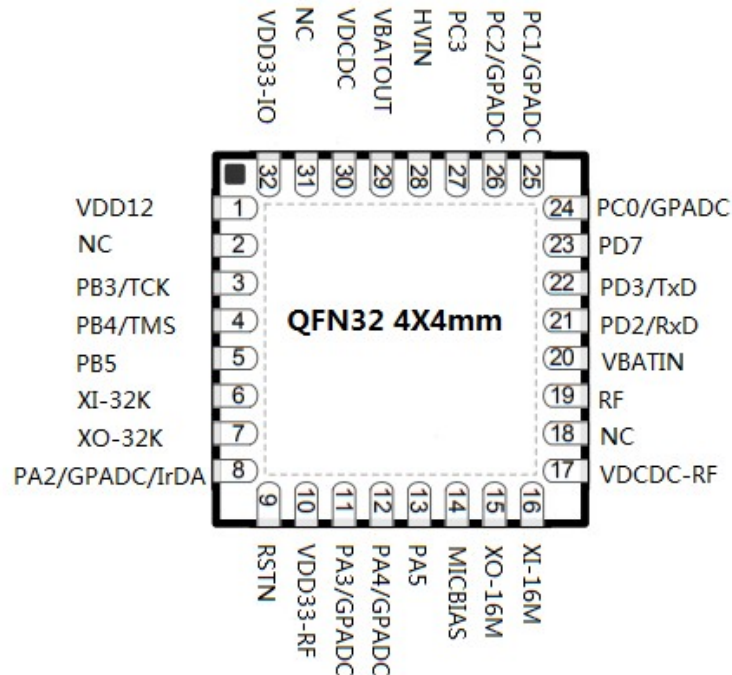 VDD33-IO
NC
VDCDC
VBATOUT
HVIN
PC3
PC2/GPADC
PC1/GPADC
32 31 30 29 28 27 26 25
VDD12 1
NC 2
PB3/TCK 3
PB4/TMS 4
PB5 5
XI-32K 6
XO-32K 7
PA2/GPADC/IrDA 8
QFN32 4X4mm
24 PC0/GPADC
23 PD7
22 PD3/TxD
21 PD2/RxD
20 VBATIN
19 RF
18 NC
17 VDCDC-RF
9 10 11 12 13 14 15 16
RSTN
VDD33-RF
PA3/GPADC
PA4/GPADC
PA5
MICBIAS
XO-16M
XI-16M